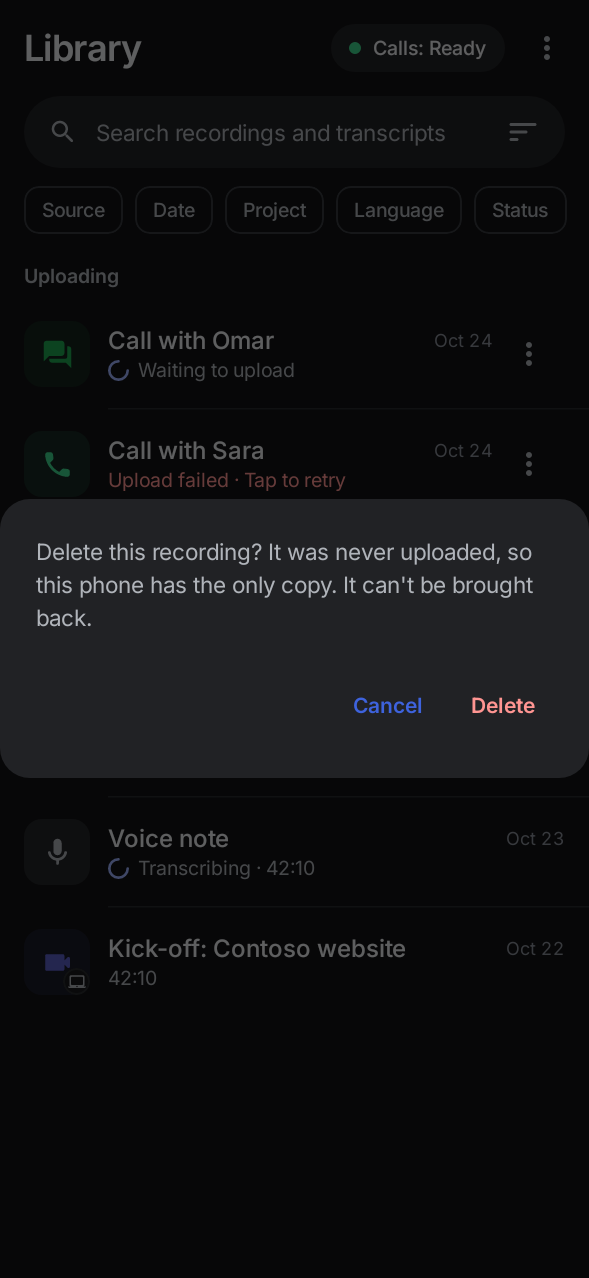 Library
Calls: Ready
Search recordings and transcripts
Source
Date
Project
Language
Status
Uploading
Call with Omar
Oct 24
Waiting to upload
Call with Sara
Oct 24
Upload failed · Tap to retry
Delete this recording? It was never uploaded, so
this phone has the only copy. It can't be brought
back.
Cancel
Delete
Voice note
Oct 23
Transcribing · 42:10
Kick-off: Contoso website
Oct 22
42:10